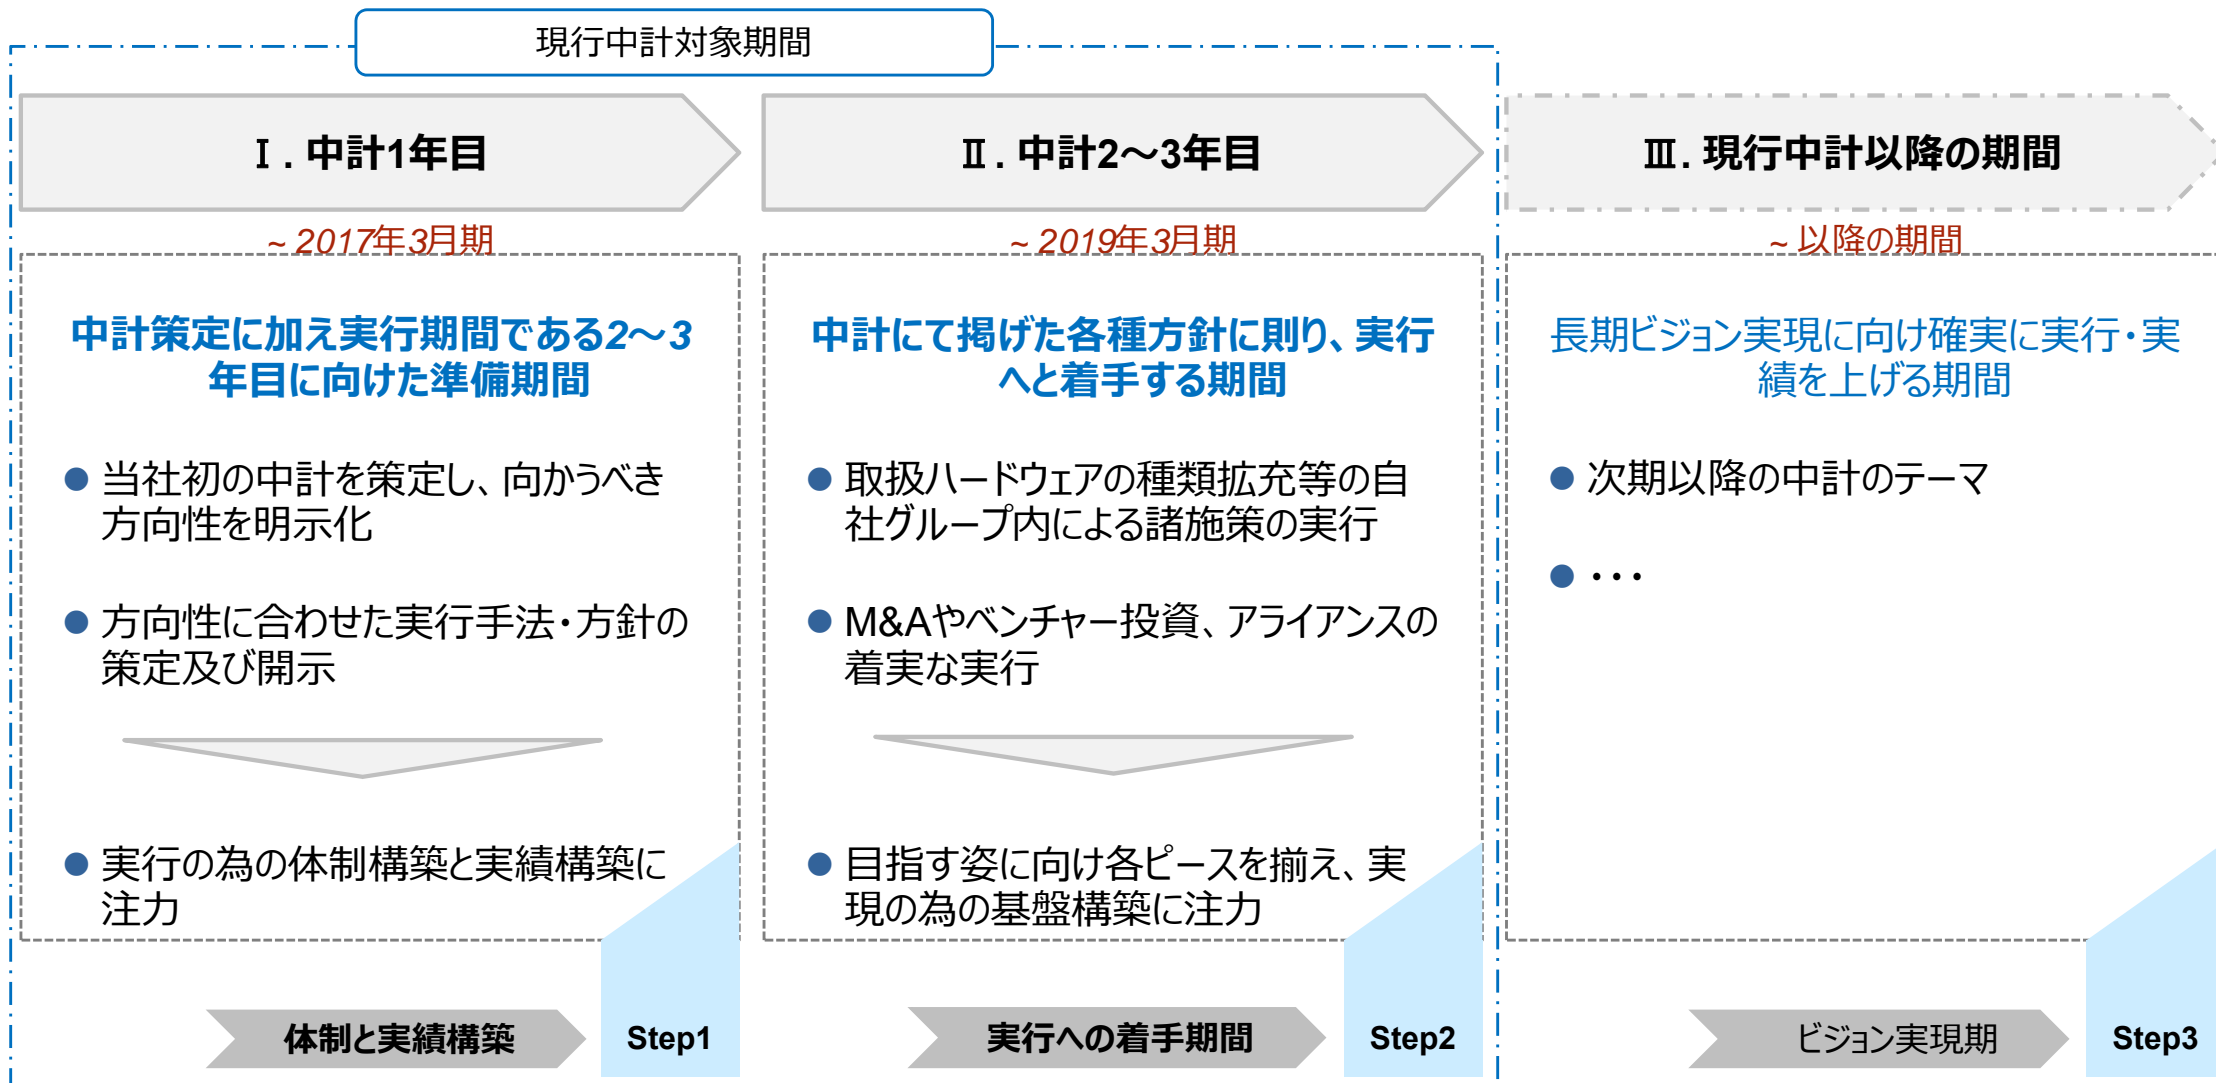 現行中計対象期間
Ⅰ. 中計1年目
~ 2017年3月期
中計策定に加え実行期間である2～3
年目に向けた準備期間
● 当社初の中計を策定し、向かうべき
方向性を明示化
● 方向性に合わせた実行手法・方針の
策定及び開示
● 実行の為の体制構築と実績構築に
注力
体制と実績構築
Step1
Ⅱ. 中計2～3年目
~ 2019年3月期
中計にて掲げた各種方針に則り、実行
へと着手する期間
● 取扱ハードウェアの種類拡充等の自
社グループ内による諸施策の実行
● M&Aやベンチャー投資、アライアンスの
着実な実行
● 目指す姿に向け各ピースを揃え、実
現の為の基盤構築に注力
実行への着手期間
Step2
Ⅲ. 現行中計以降の期間
~ 以降の期間
長期ビジョン実現に向け確実に実行・実
績を上げる期間
● 次期以降の中計のテーマ
● ・・・
ビジョン実現期
Step3